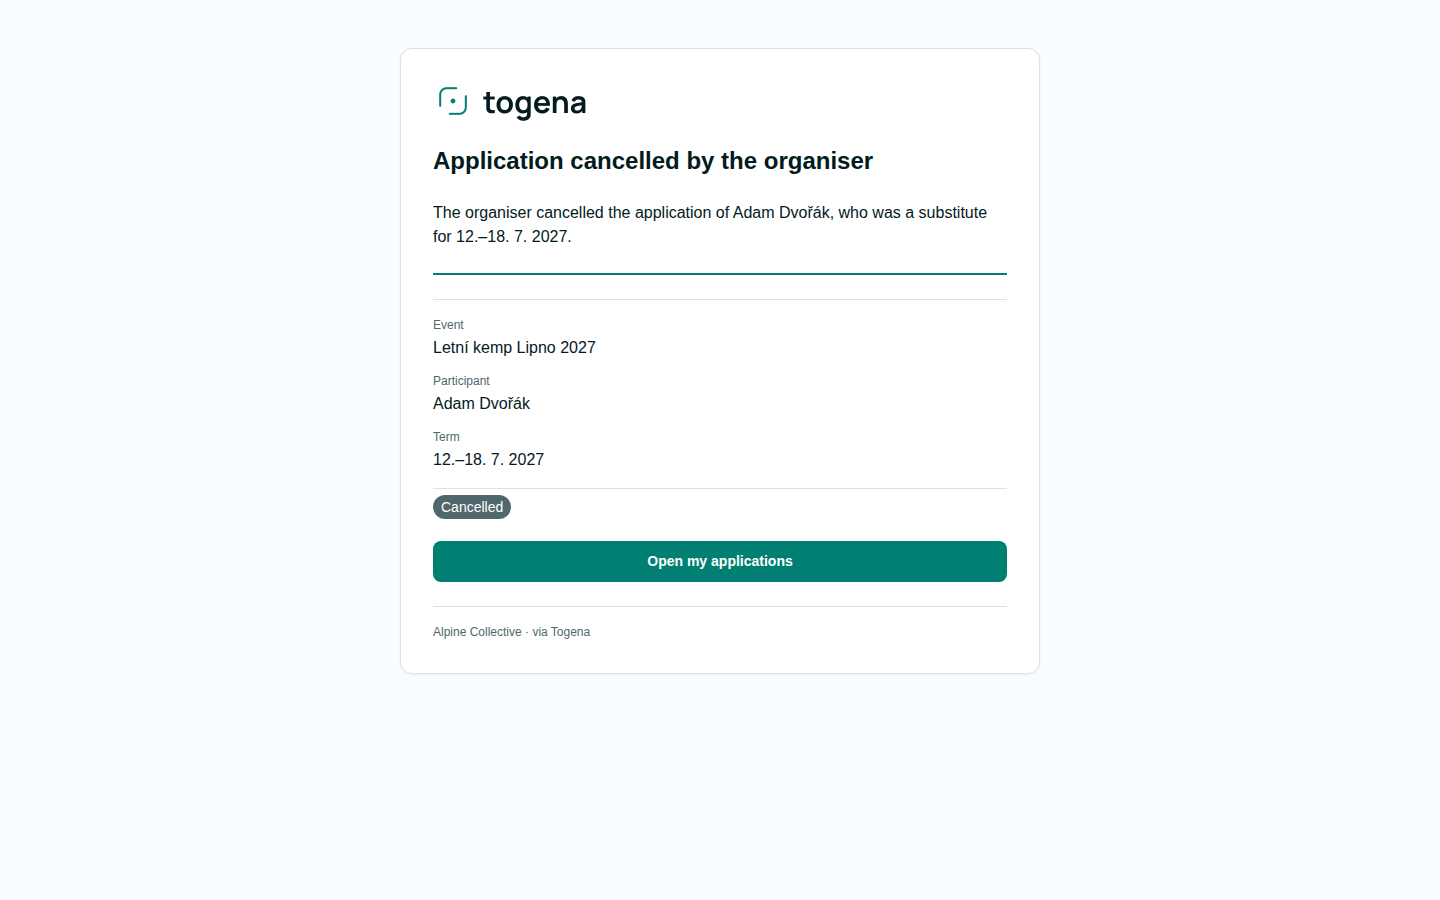 togena
Application cancelled by the organiser
The organiser cancelled the application of Adam Dvořák, who was a substitute
for 12.–18. 7. 2027.
Event
Letní kemp Lipno 2027
Participant
Adam Dvořák
Term
12.–18. 7. 2027
Cancelled
Open my applications
Alpine Collective · via Togena